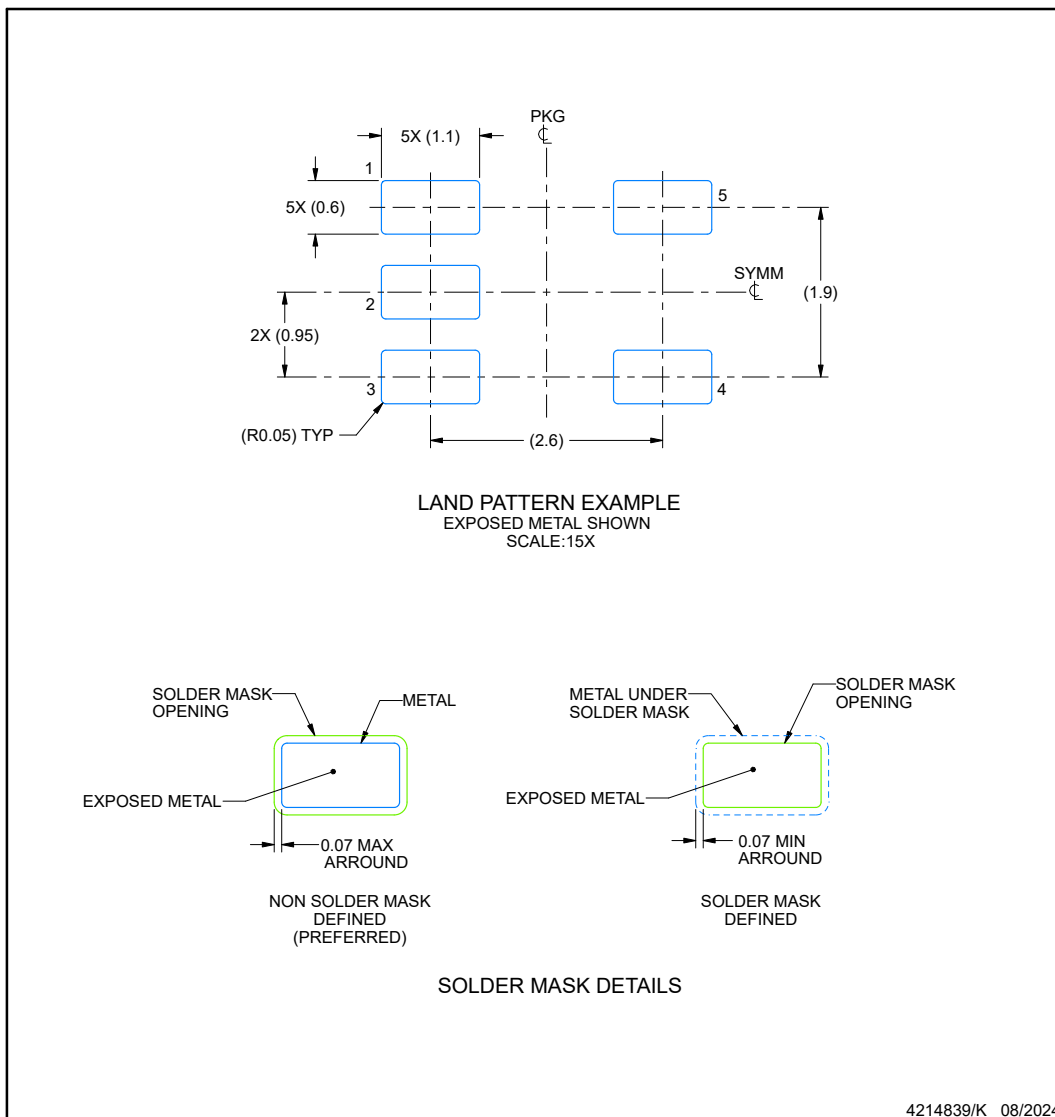 PKG
5X (1.1)
1
5
5X (0.6)
SYMM
(1.9)
2
2X (0.95)
3
4
(R0.05) TYP
(2.6)
LAND PATTERN EXAMPLE
EXPOSED METAL SHOWN
SCALE:15X
SOLDER MASK
OPENING
METAL
EXPOSED METAL
0.07 MAX
ARROUND
NON SOLDER MASK
DEFINED
(PREFERRED)
METAL UNDER
SOLDER MASK
SOLDER MASK
OPENING
EXPOSED METAL
0.07 MIN
ARROUND
SOLDER MASK
DEFINED
SOLDER MASK DETAILS
4214839/K 08/2024